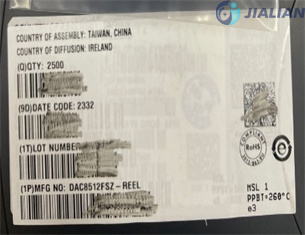 JIALIAN
COUNTRY OF ASSEMBLY: TAIWAN, CHINA
COUNTRY OF DIFFUSION: IRELAND
(Q)QTY: 2500
(9D)DATE CODE: 2332
(1T)LOT NUMBER
(1P)MFG NO: DAC8512FSZ-REEL
COMPLIANT
RoHS
e
MSL 1
PPBT=260°C
e3